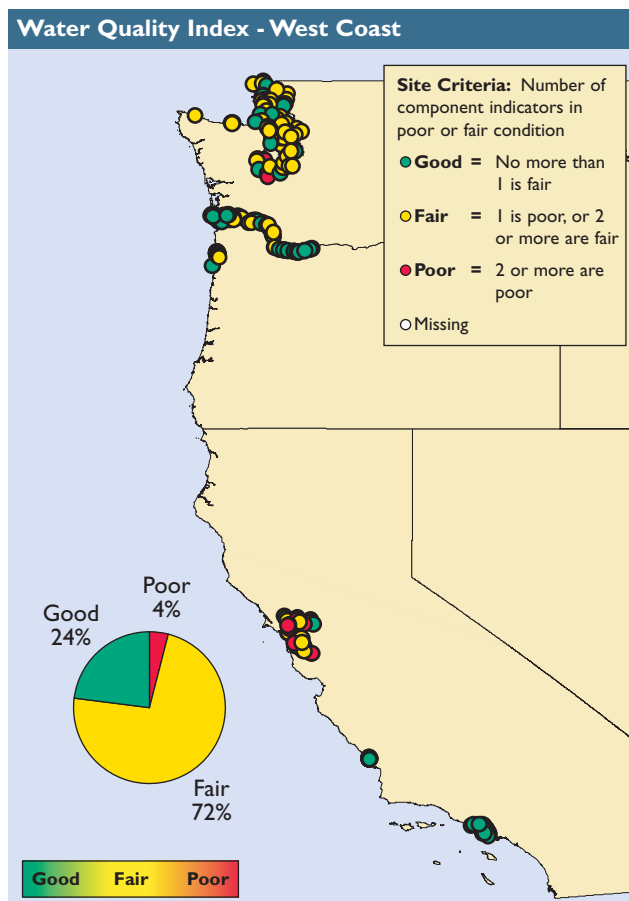 Water Quality Index - West Coast
Site Criteria: Number of
component indicators in
poor or fair condition
Good = No more than
1 is fair
Fair = 1 is poor, or 2
or more are fair
Poor = 2 or more are
poor
Missing
Poor
4%
Good
24%
Fair
72%
Good Fair Poor